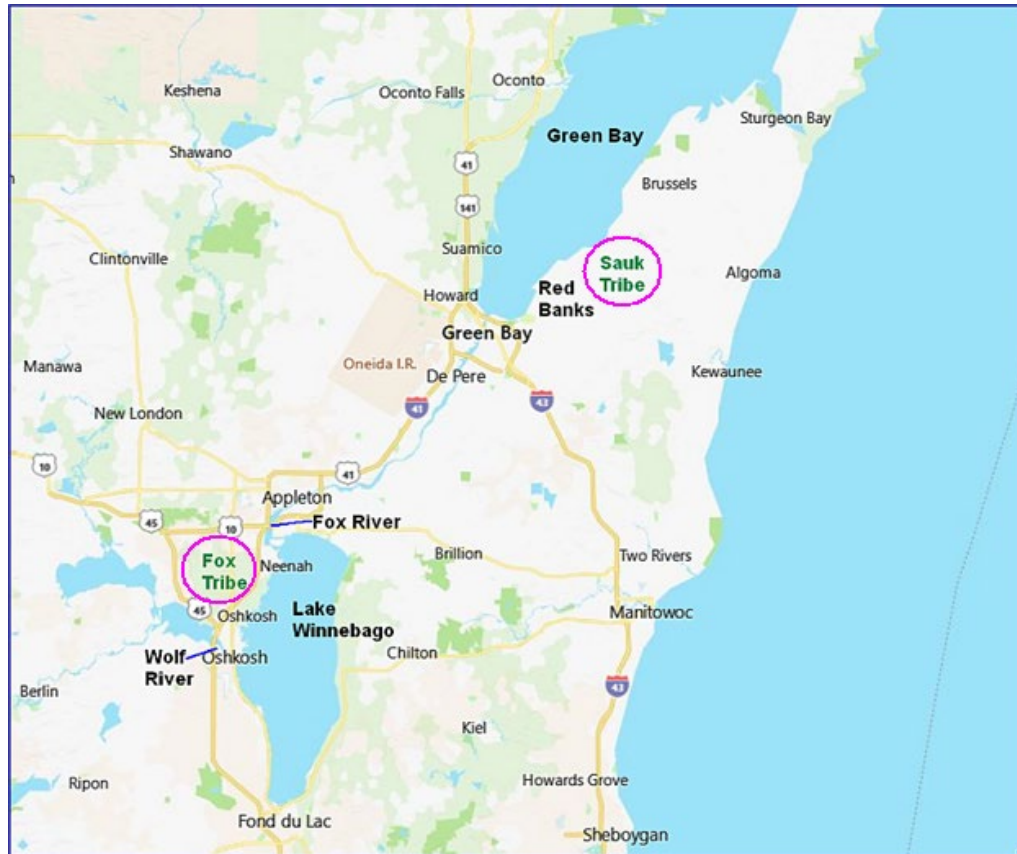 Oconto
Keshena
Oconto Falls
Sturgeon Bay
Green Bay
Shawano
41
Brussels
141
Suamico
Clintonville
Sauk
Tribe
Algoma
Howard
Red
Banks
Green Bay
Oneida I.R.
Manawa
De Pere
Kewaunee
41
43
New London
10
41
Appleton
45
10
Fox River
Brillion
Two Rivers
Fox
Tribe
Neenah
45
Oshkosh
Lake
Winnebago
Manitowoc
Wolf
River
Oshkosh
Chilton
Berlin
43
Kiel
Ripon
Howards Grove
Fond du Lac
Sheboygan